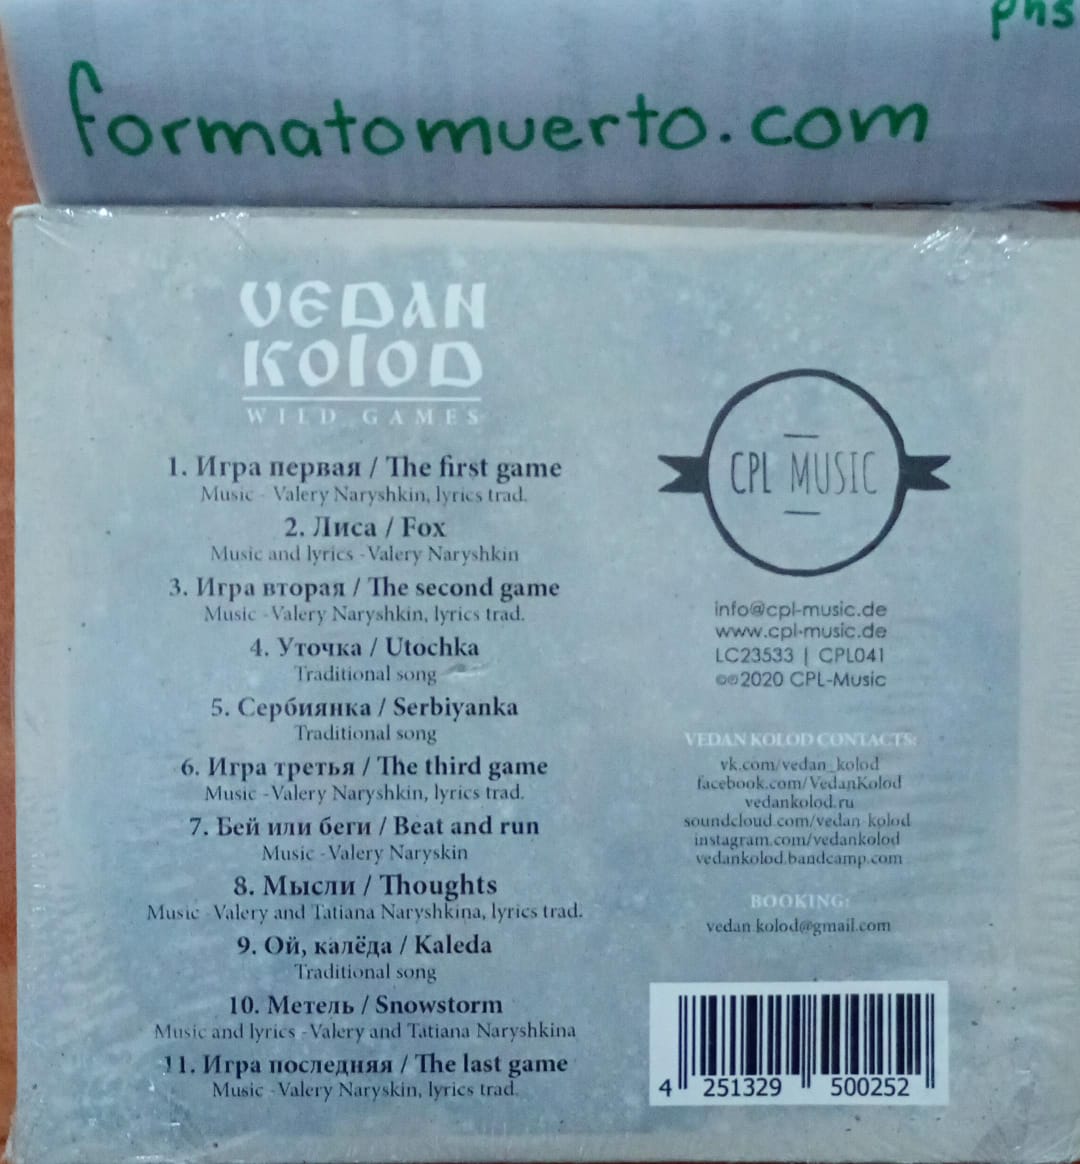 phs
formatomuerto.com
VEDAN
KOLOD
WILD GAMES
1. Игра первая / The first game
Music - Valery Naryshkin, lyrics trad.
2. Лиса / Fox
Music and lyrics - Valery Naryshkin
3. Игра вторая / The second game
Music - Valery Naryshkin, lyrics trad.
4. Уточка / Utochka
Traditional song
5. Сербиянка / Serbiyanka
Traditional song
6. Игра третья / The third game
Music - Valery Naryshkin, lyrics trad.
7. Бей или беги / Beat and run
Music - Valery Naryskin
8. Мысли / Thoughts
Music - Valery and Tatiana Naryshkina, lyrics trad.
9. Ой, калёда / Kaleda
Traditional song
10. Метель / Snowstorm
Music and lyrics - Valery and Tatiana Naryshkina
11. Игра последняя / The last game
Music - Valery Naryskin, lyrics trad.
CPL MUSIC
info@cpl-music.de
www.cpl-music.de
LC23533 | CPL041
℗©2020 CPL-Music
VEDAN KOLOD CONTACTS:
vk.com/vedan_kolod
facebook.com/VedanKolod
vedankolod.ru
soundcloud.com/vedan-kolod
instagram.com/vedankolod
vedankolod.bandcamp.com
BOOKING:
vedan.kolod@gmail.com
4 251329 500252